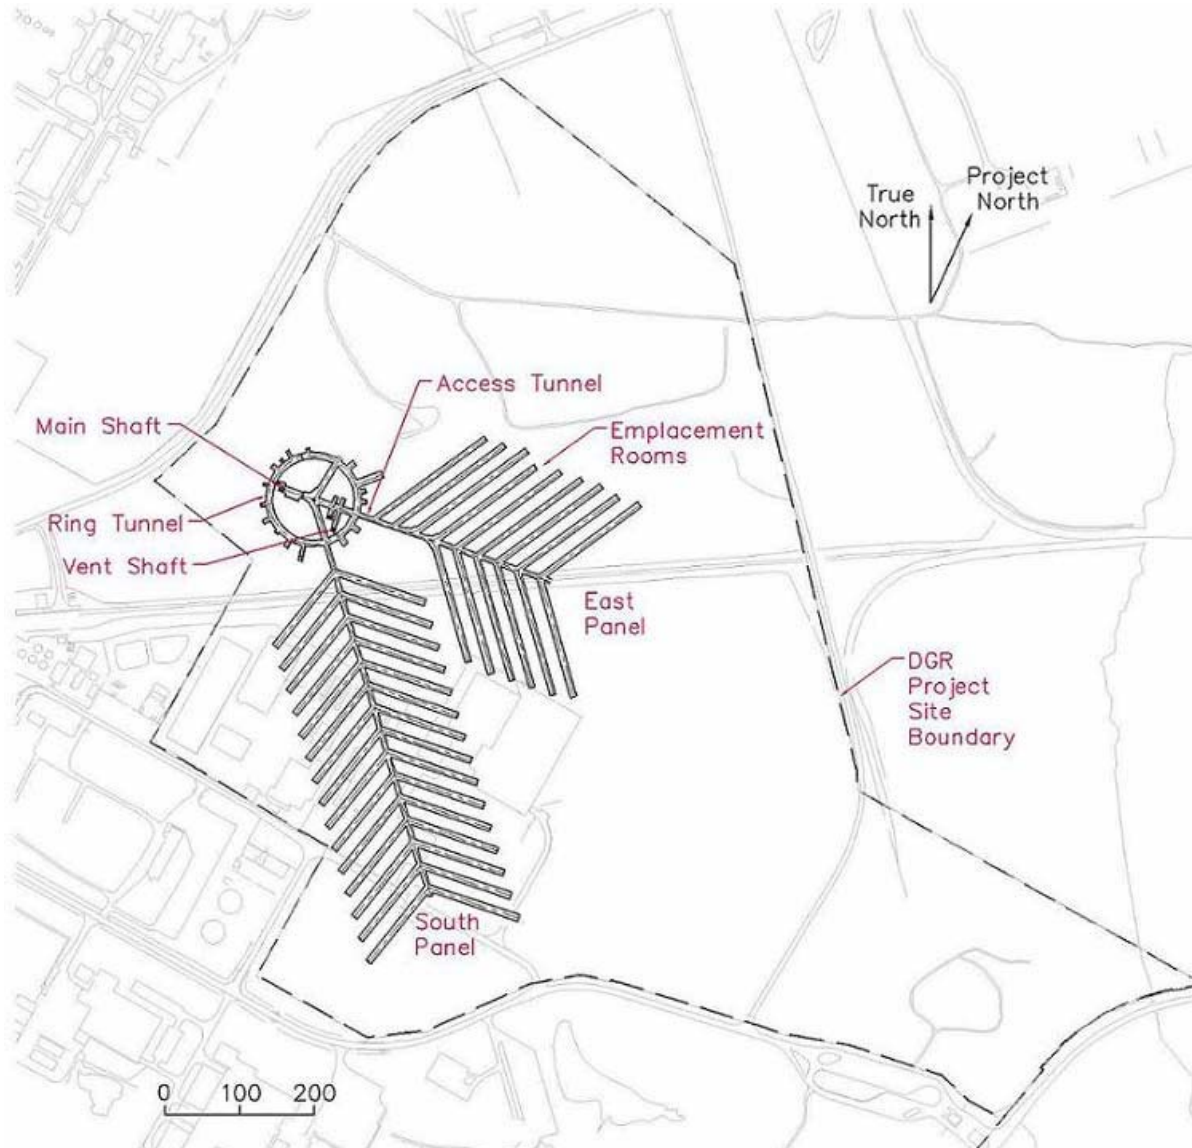 True
North
Project
North
Access Tunnel
Main Shaft
Emplacement
Rooms
Ring Tunnel
Vent Shaft
East
Panel
DGR
Project
Site
Boundary
South
Panel
0 100 200